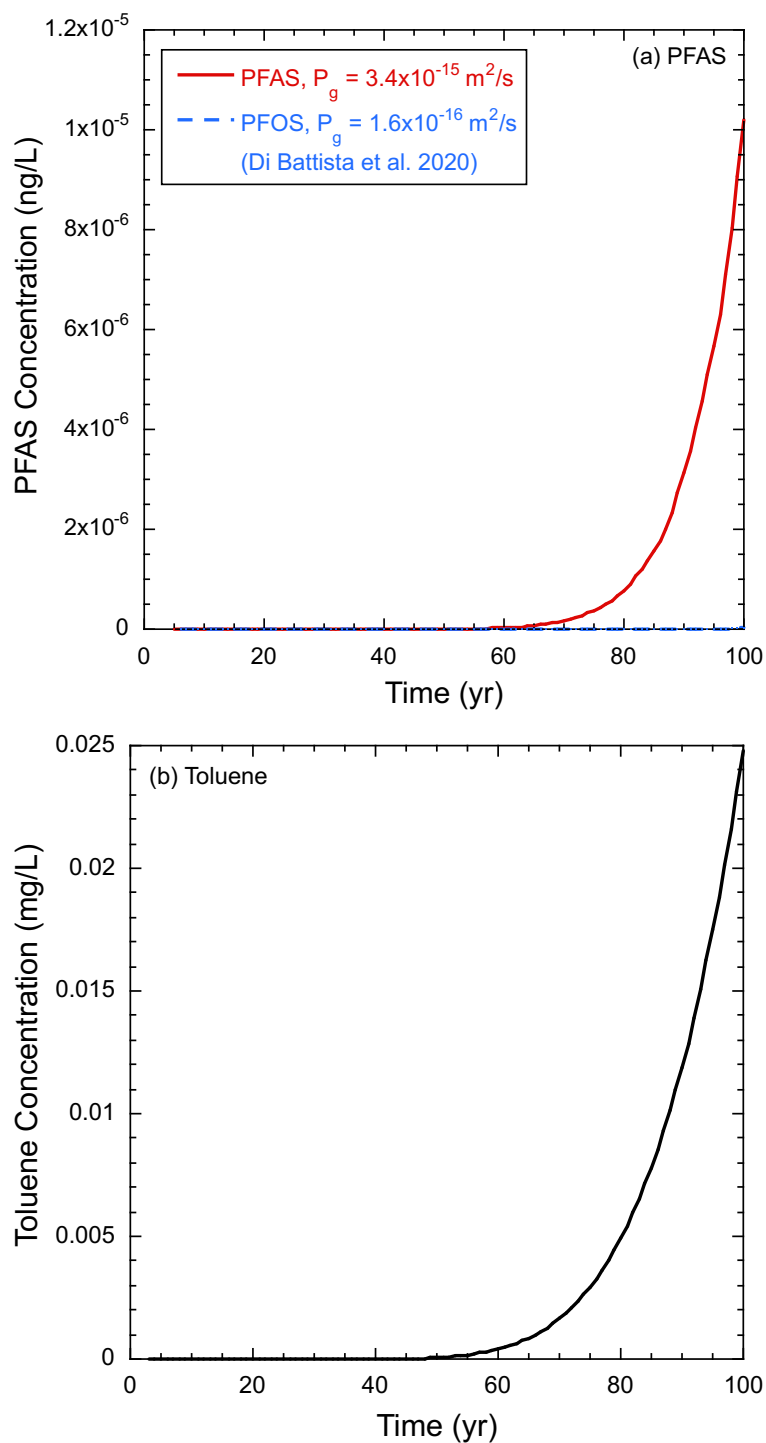 1.2x10⁻⁵
1x10⁻⁵
8x10⁻⁶
6x10⁻⁶
4x10⁻⁶
2x10⁻⁶
0
PFAS Concentration (ng/L)
(a) PFAS
PFAS, P_g = 3.4x10⁻¹⁵ m²/s
PFOS, P_g = 1.6x10⁻¹⁶ m²/s
(Di Battista et al. 2020)
0 20 40 60 80 100
Time (yr)
0.025
0.02
0.015
0.01
0.005
0
Toluene Concentration (mg/L)
(b) Toluene
0 20 40 60 80 100
Time (yr)